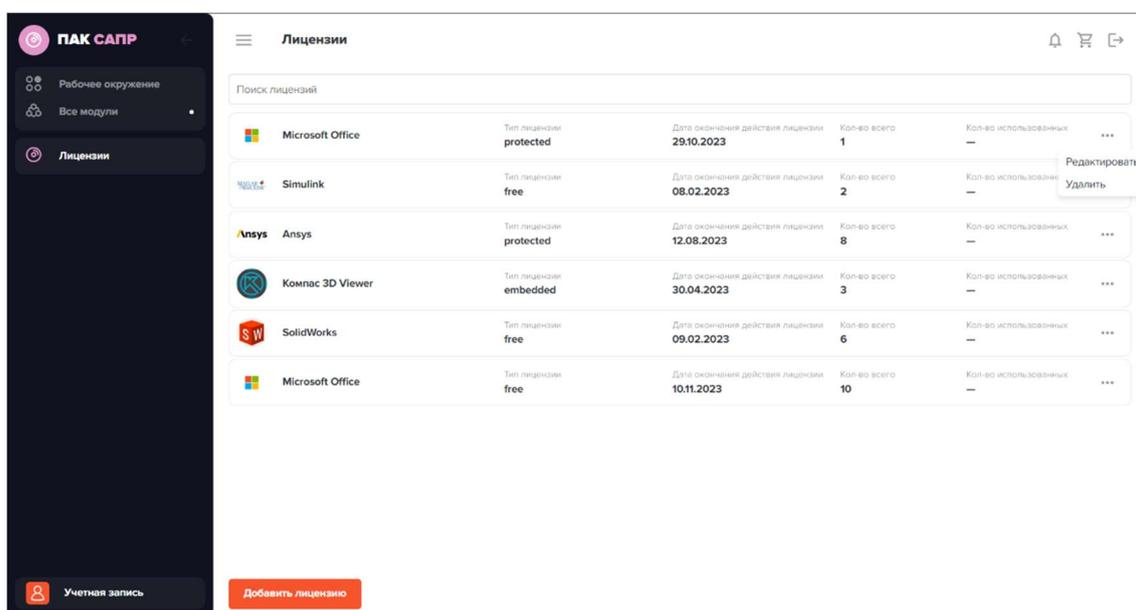 ПАК САПР
Лицензии
Рабочее окружение
Все модули
Лицензии
Поиск лицензий
Microsoft Office
Тип лицензии
protected
Дата окончания действия лицензии
29.10.2023
Кол-во всего
1
Кол-во использованных
—
Редактировать
Удалить
Simulink
Тип лицензии
free
Дата окончания действия лицензии
08.02.2023
Кол-во всего
2
Кол-во использованн
—
Ansys
Ansys
Тип лицензии
protected
Дата окончания действия лицензии
12.08.2023
Кол-во всего
8
Кол-во использованных
—
Компас 3D Viewer
Тип лицензии
embedded
Дата окончания действия лицензии
30.04.2023
Кол-во всего
3
Кол-во использованных
—
SW
SolidWorks
Тип лицензии
free
Дата окончания действия лицензии
09.02.2023
Кол-во всего
6
Кол-во использованных
—
Microsoft Office
Тип лицензии
free
Дата окончания действия лицензии
10.11.2023
Кол-во всего
10
Кол-во использованных
—
Учетная запись
Добавить лицензию